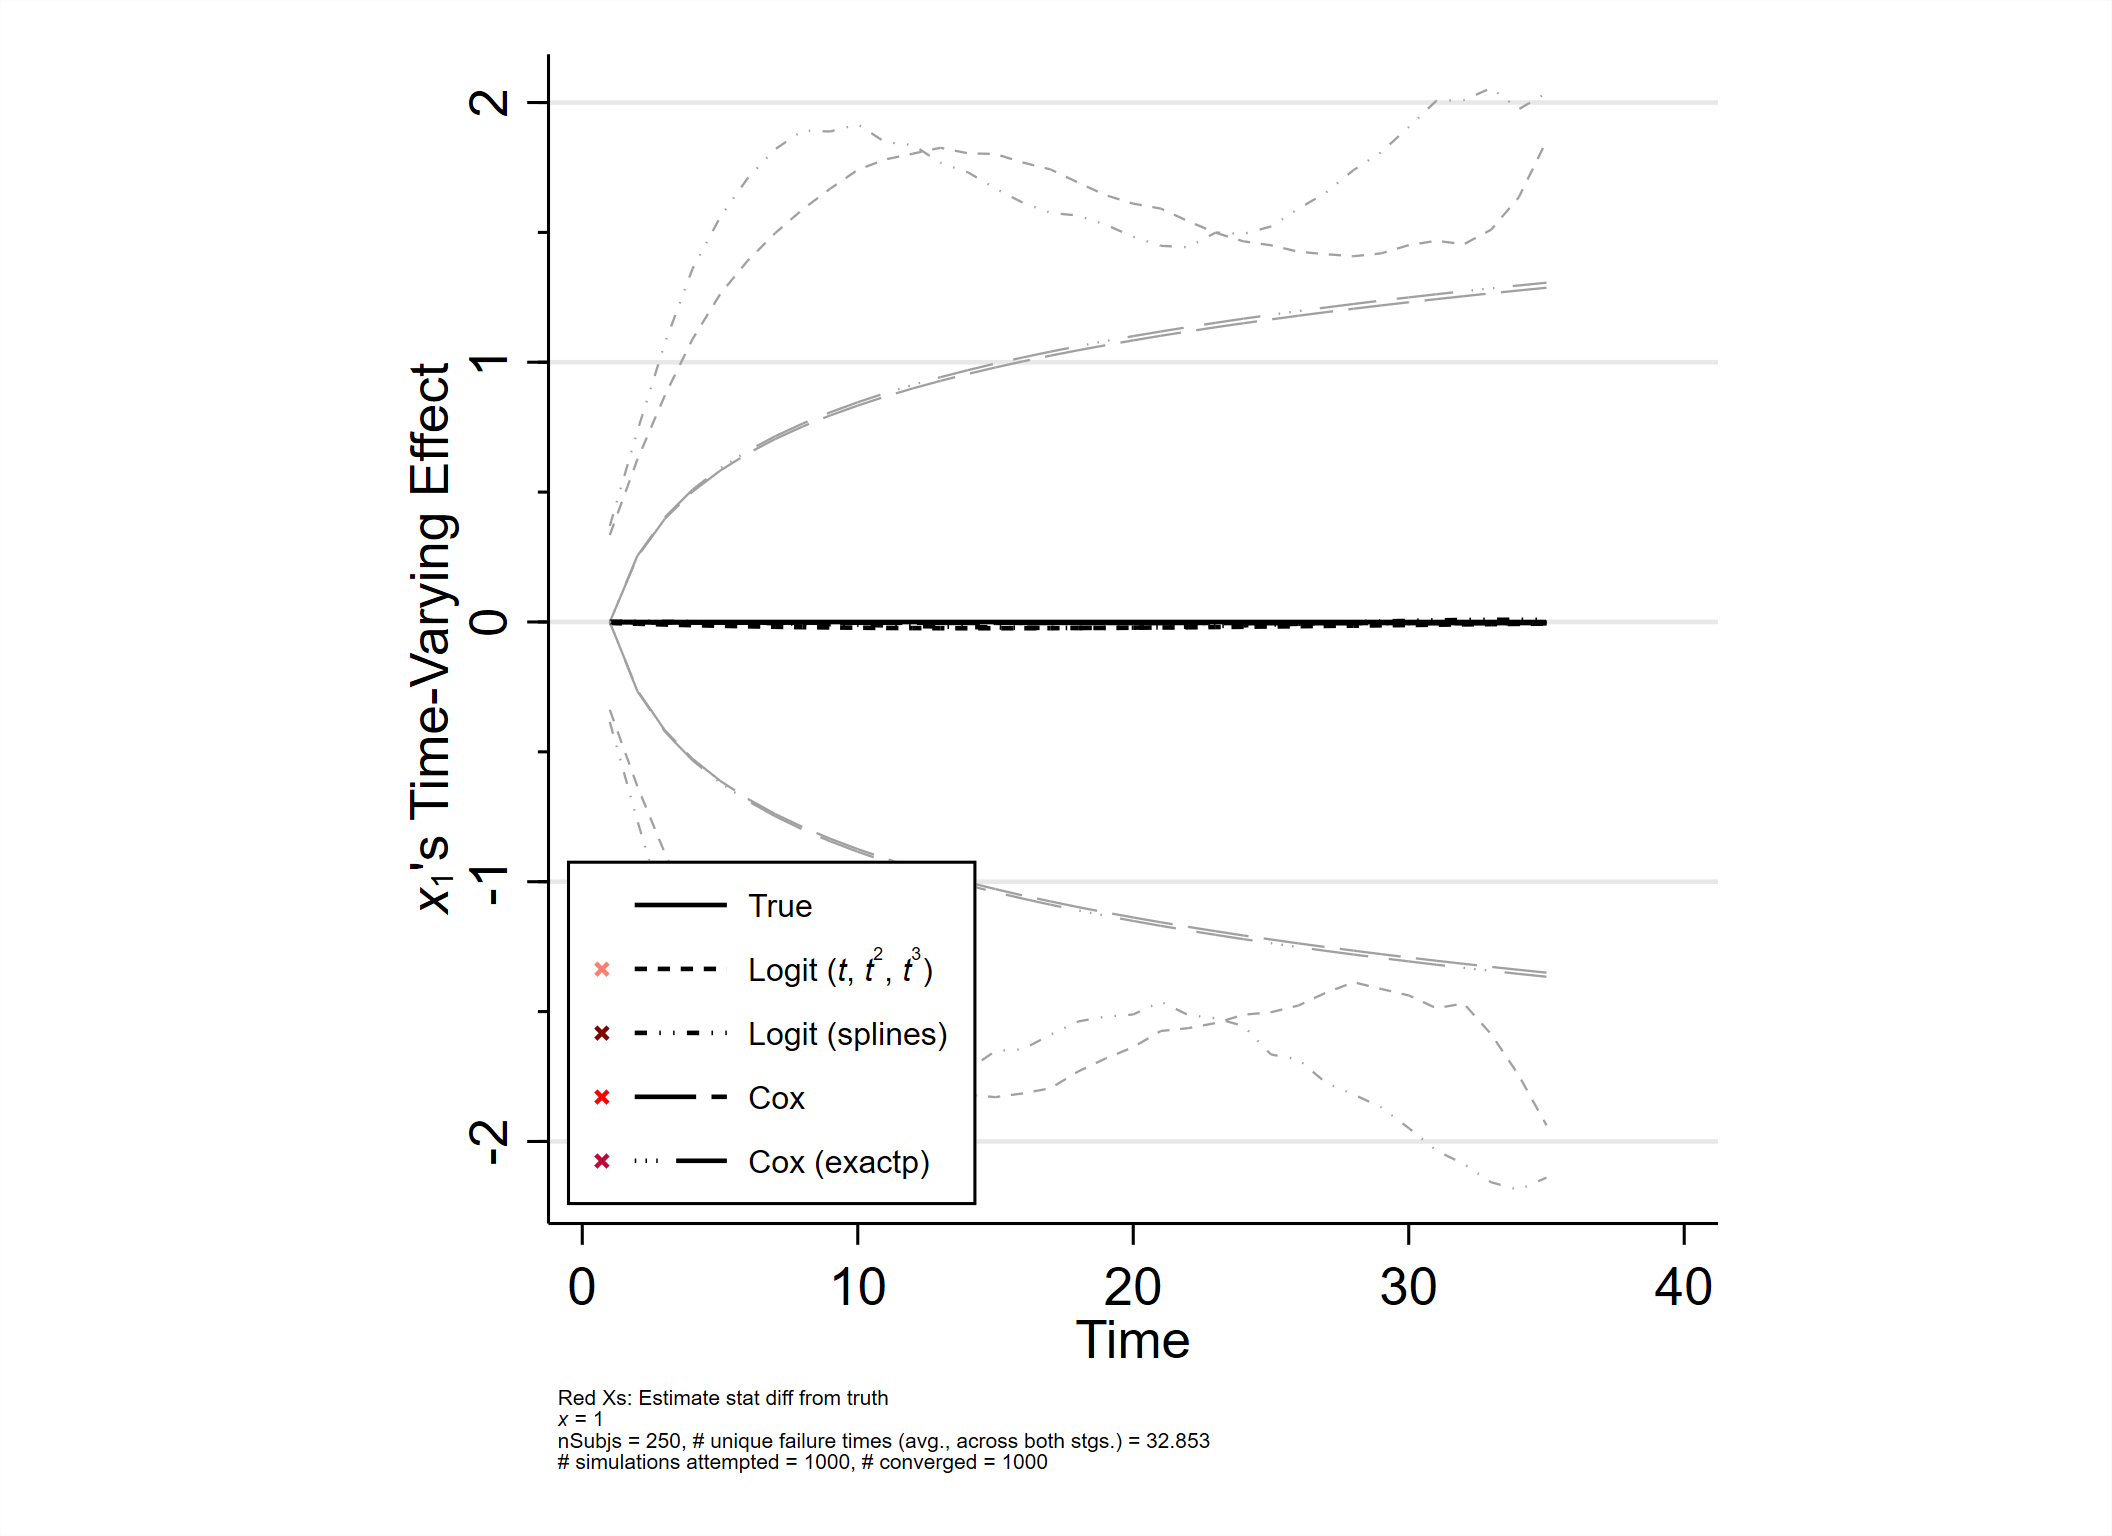 x₁'s Time-Varying Effect
2
1
0
-1
-2
True
Logit (t, t², t³)
Logit (splines)
Cox
Cox (exactp)
0 10 20 30 40
Time
Red Xs: Estimate stat diff from truth
x = 1
nSubjs = 250, # unique failure times (avg., across both stgs.) = 32.853
# simulations attempted = 1000, # converged = 1000